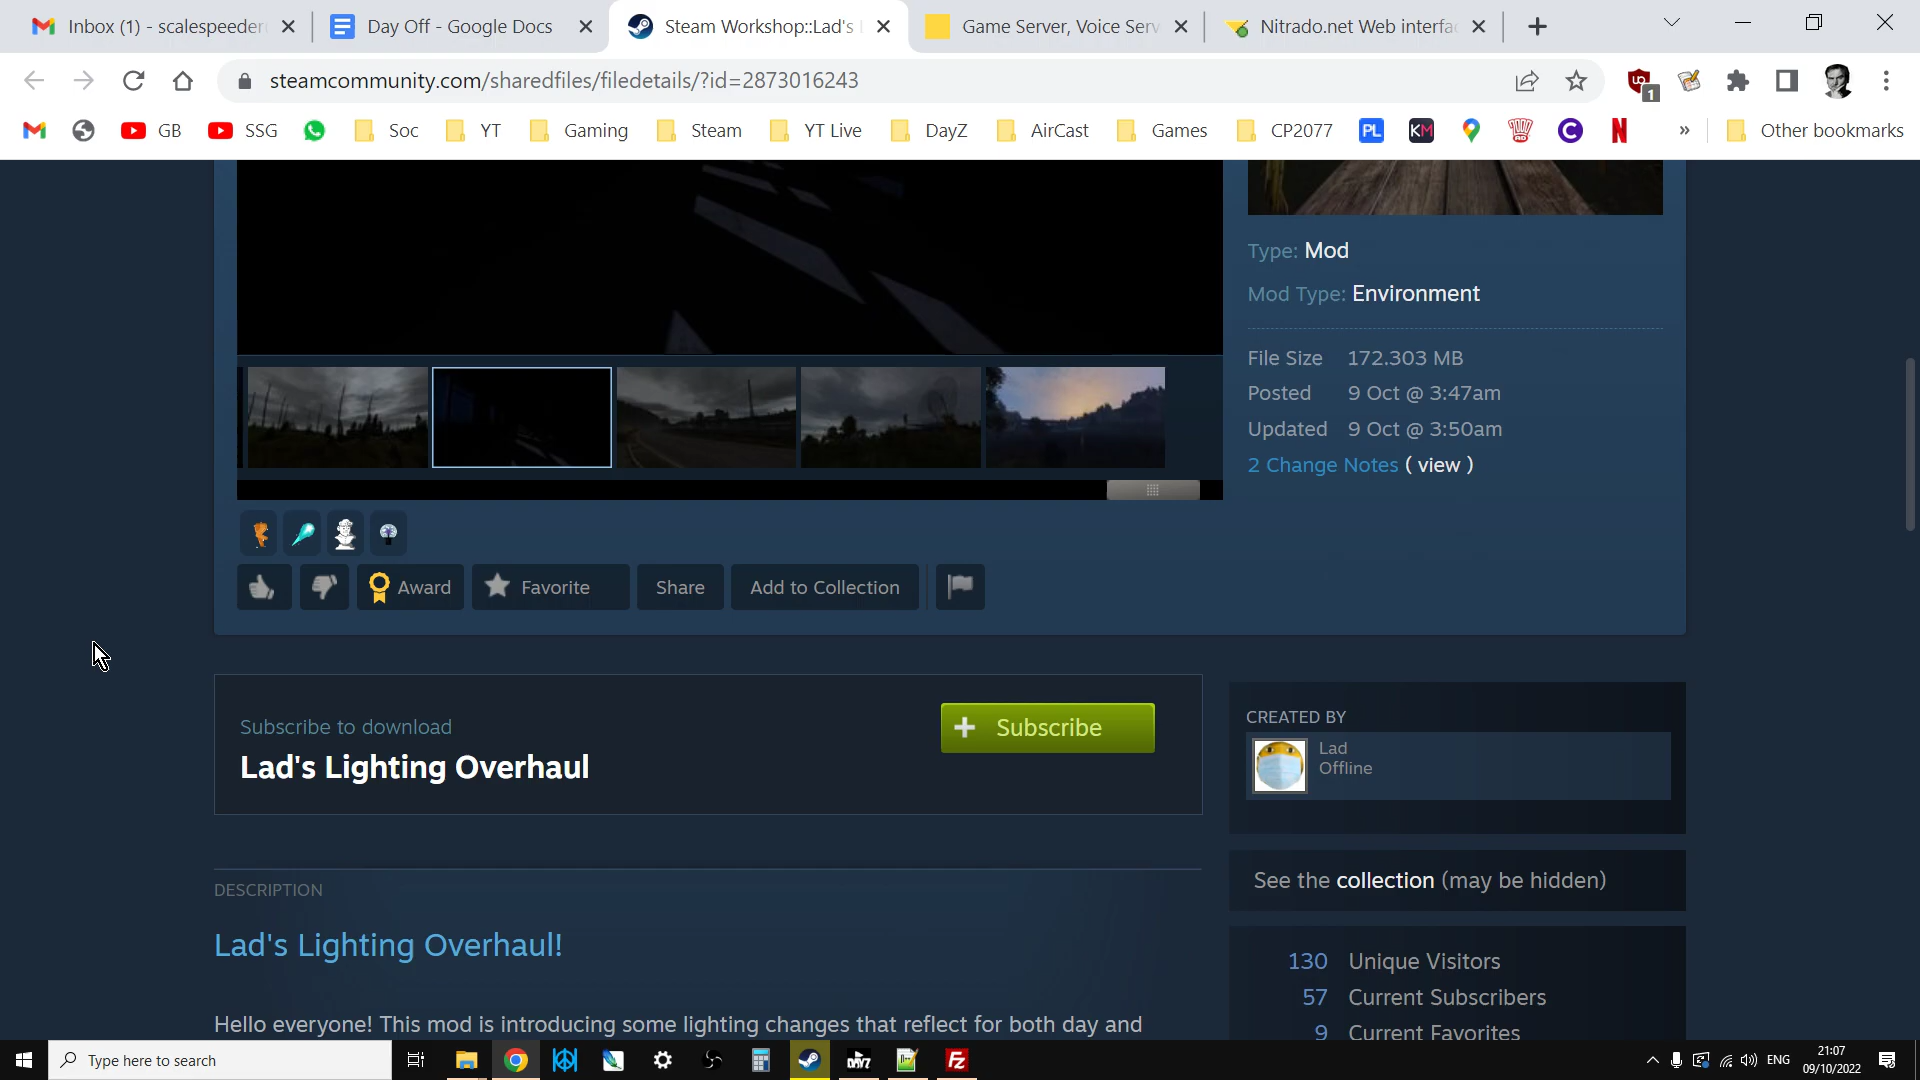 Inbox (1) - scalespeeder
Day Off - Google Docs
Steam Workshop::Lad's
Game Server, Voice Serv
Nitrado.net Web interfac
steamcommunity.com/sharedfiles/filedetails/?id=2873016243
1
GB
SSG
Soc
YT
Gaming
Steam
YT Live
DayZ
AirCast
Games
CP2077
PL
KM
C
N
»
Other bookmarks
Type: Mod
Mod Type: Environment
File Size 172.303 MB
Posted 9 Oct @ 3:47am
Updated 9 Oct @ 3:50am
2 Change Notes ( view )
Award
Favorite
Share
Add to Collection
Subscribe to download
Lad's Lighting Overhaul
Subscribe
CREATED BY
Lad
Offline
See the collection (may be hidden)
DESCRIPTION
Lad's Lighting Overhaul!
Hello everyone! This mod is introducing some lighting changes that reflect for both day and
130 Unique Visitors
57 Current Subscribers
9 Current Favorites
Type here to search
DAYZ
Fz
ENG
21:07
09/10/2022